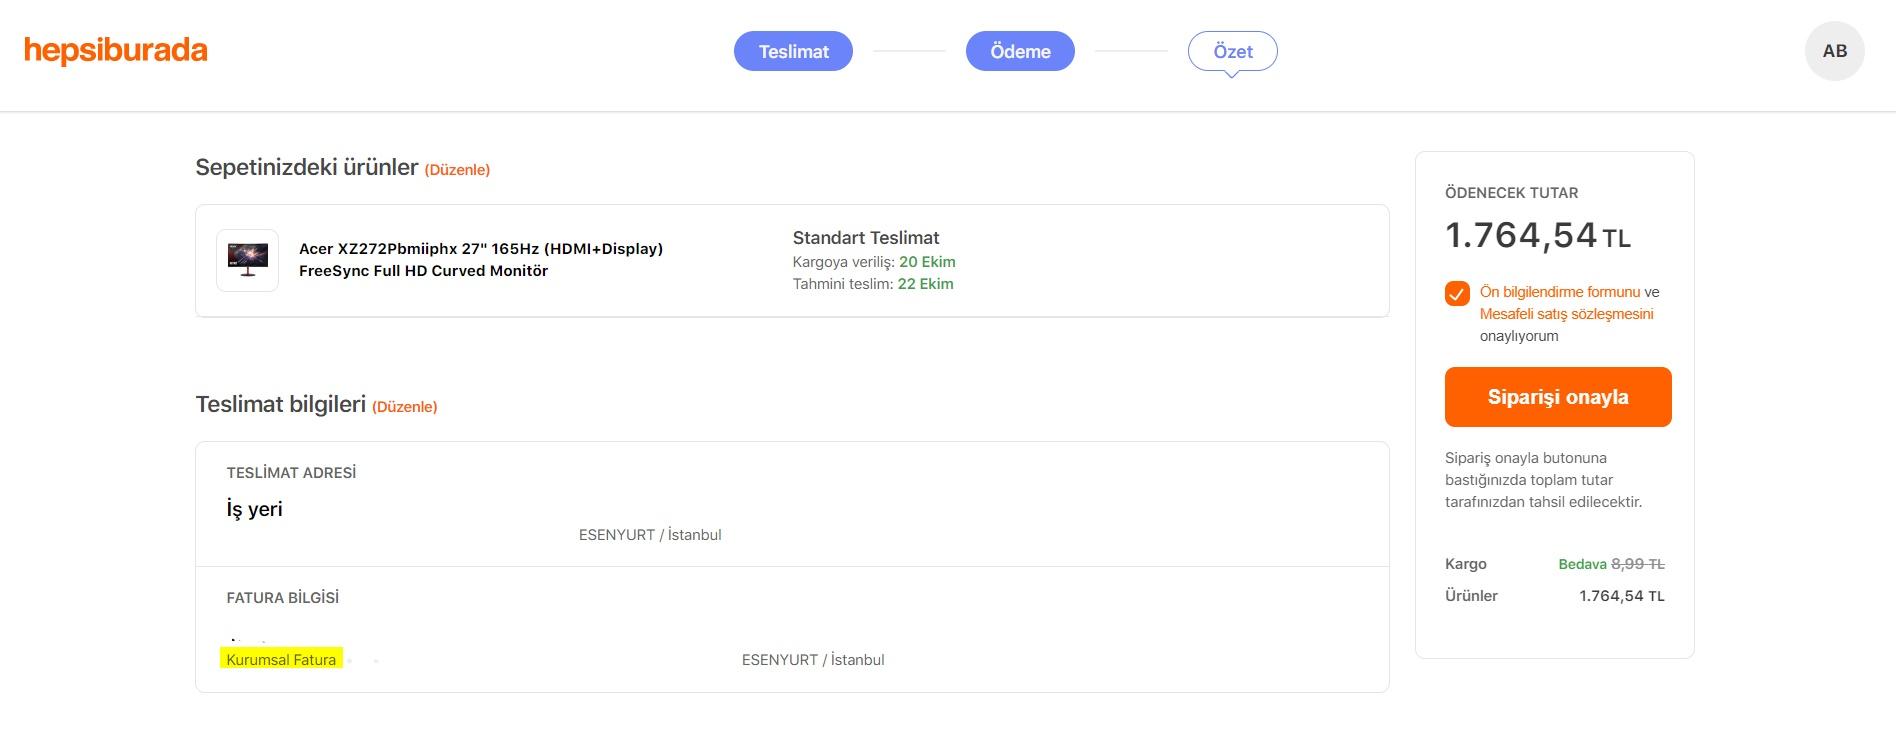 hepsiburada
Teslimat
Ödeme
Özet
AB
Sepetinizdeki ürünler (Düzenle)
Acer XZ272Pbmiiphx 27" 165Hz (HDMI+Display)
FreeSync Full HD Curved Monitör
Standart Teslimat
Kargoya veriliş: 20 Ekim
Tahmini teslim: 22 Ekim
Teslimat bilgileri (Düzenle)
TESLİMAT ADRESİ
İş yeri
ESENYURT / İstanbul
FATURA BİLGİSİ
Kurumsal Fatura
ESENYURT / İstanbul
ÖDENECEK TUTAR
1.764,54 TL
Ön bilgilendirme formunu ve
Mesafeli satış sözleşmesini
onaylıyorum
Siparişi onayla
Sipariş onayla butonuna
bastığınızda toplam tutar
tarafınızdan tahsil edilecektir.
Kargo Bedava 8,99 TL
Ürünler 1.764,54 TL